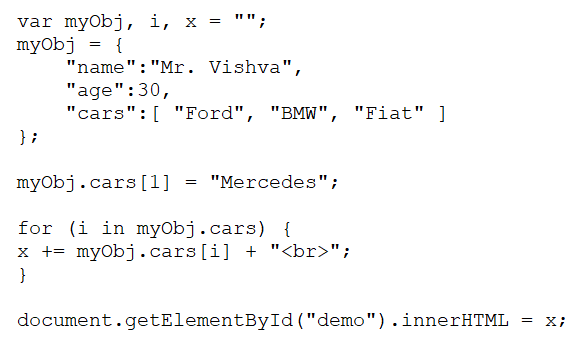 var myObj, i, x = "";
myObj = {
    "name":"Mr. Vishva",
    "age":30,
    "cars":[ "Ford", "BMW", "Fiat" ]
};
myObj.cars[1] = "Mercedes";
for (i in myObj.cars) {
x += myObj.cars[i] + "<br>";
}
document.getElementById("demo").innerHTML = x;